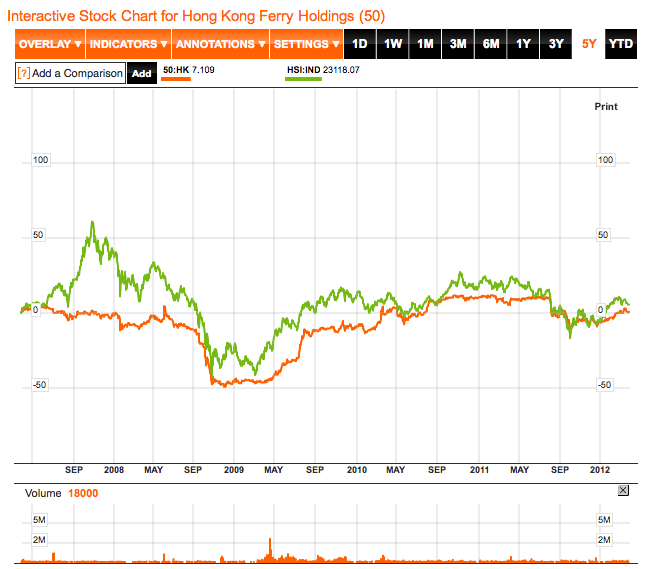 Interactive Stock Chart for Hong Kong Ferry Holdings (50)
OVERLAY ▼ INDICATORS ▼ ANNOTATIONS ▼ SETTINGS ▼ 1D 1W 1M 3M 6M 1Y 3Y 5Y YTD
[?] Add a Comparison Add 50:HK 7.109 HSI:IND 23118.07
Print
100 100
50 50
0 0
-50 -50
SEP 2008 MAY SEP 2009 MAY SEP 2010 MAY SEP 2011 MAY SEP 2012
Volume 18000
5M 5M
2M 2M